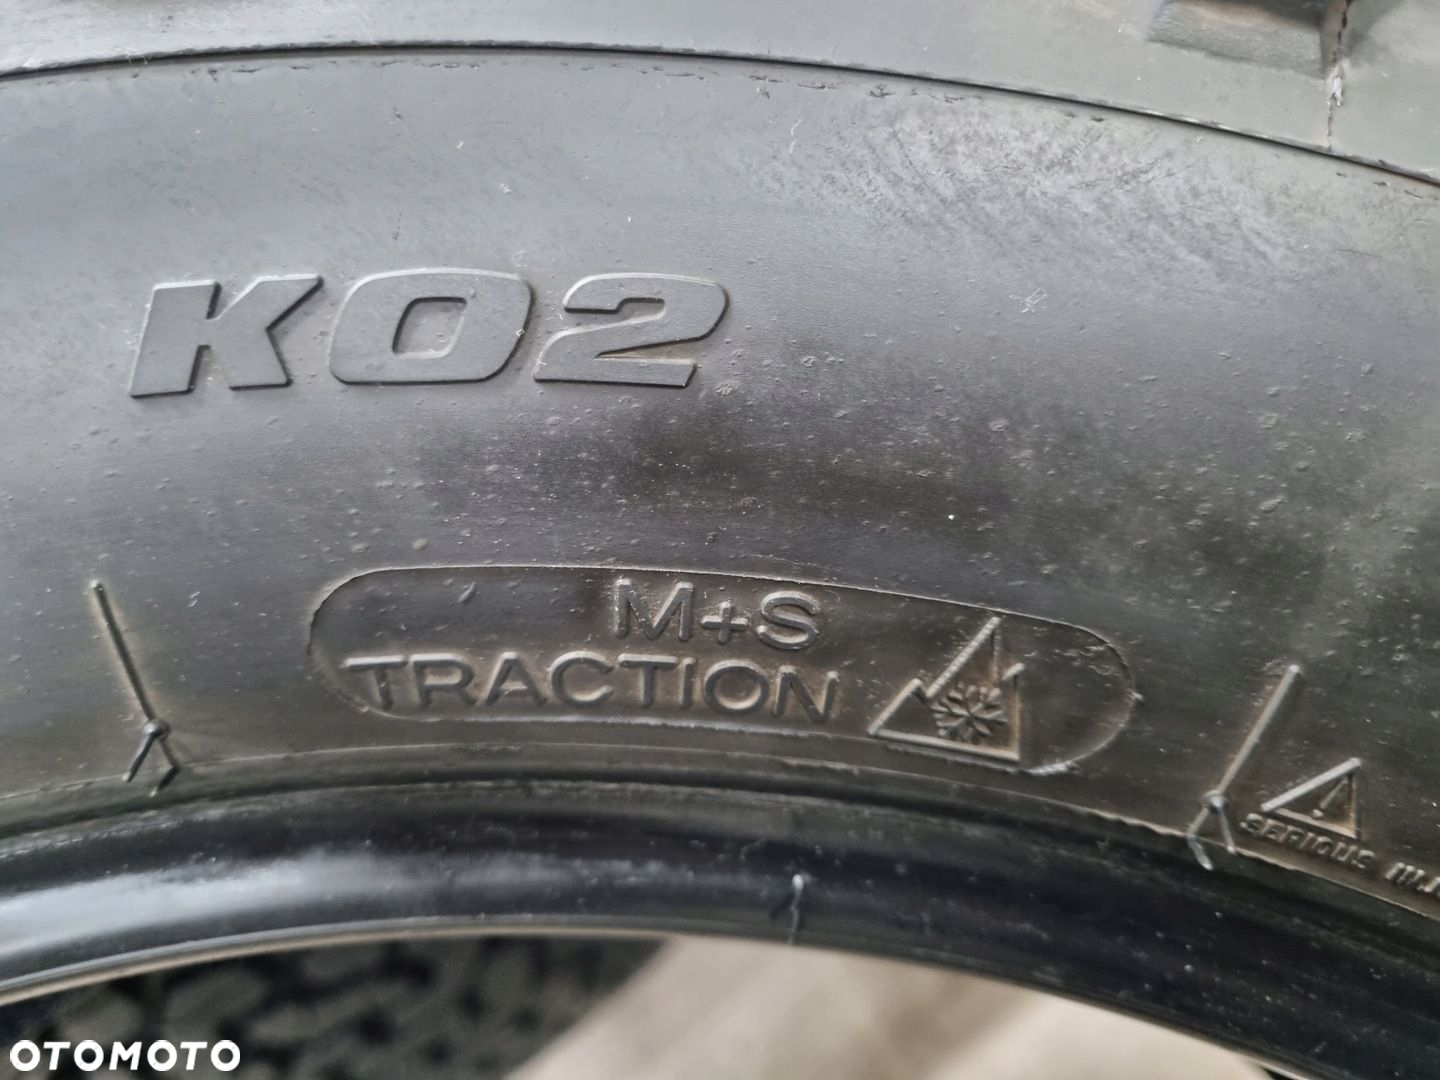 KO2
M+S
TRACTION
SERIOUS
OTOMOTO